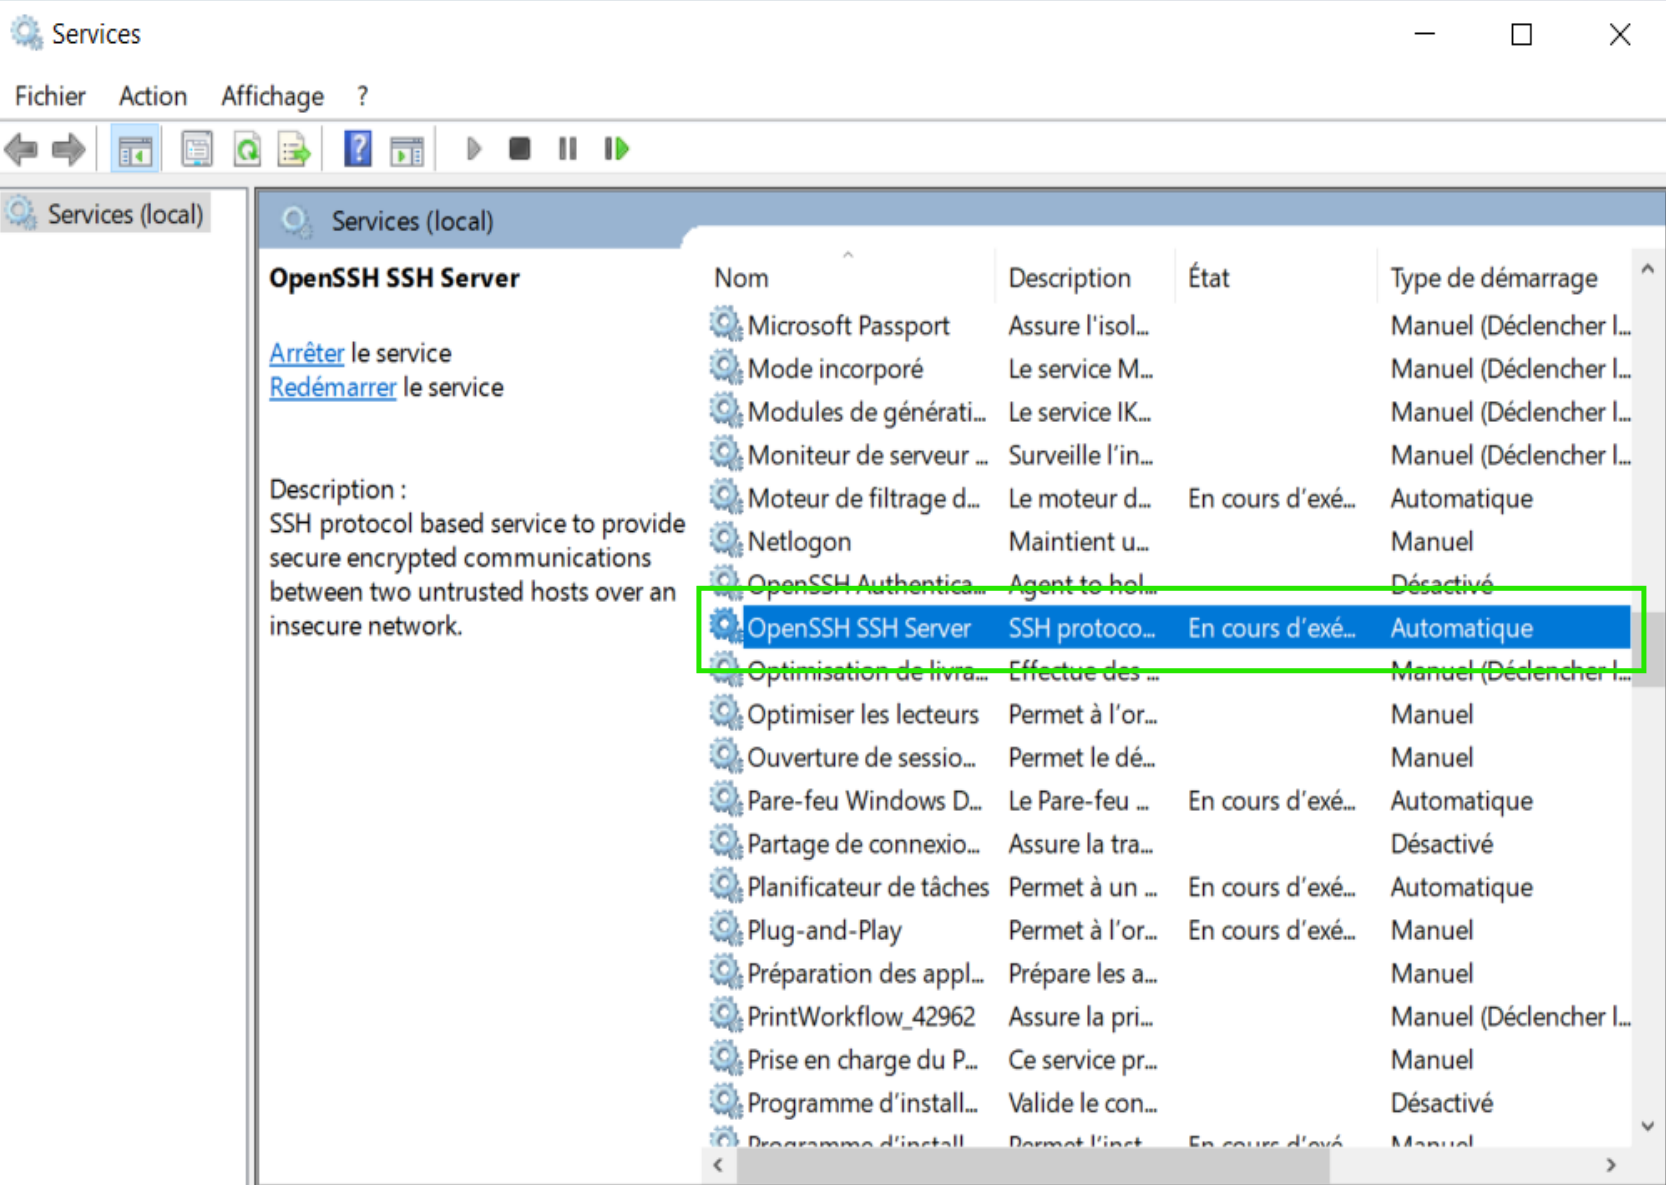 Services
Fichier Action Affichage ?
Services (local)
Services (local)
OpenSSH SSH Server
Arrêter le service
Redémarrer le service
Description :
SSH protocol based service to provide
secure encrypted communications
between two untrusted hosts over an
insecure network.
Nom Description État Type de démarrage
Microsoft Passport Assure l'isol... Manuel (Déclencher l...
Mode incorporé Le service M... Manuel (Déclencher l...
Modules de générati... Le service IK... Manuel (Déclencher l...
Moniteur de serveur ... Surveille l'in... Manuel (Déclencher l...
Moteur de filtrage d... Le moteur d... En cours d'exé... Automatique
Netlogon Maintient u... Manuel
OpenSSH Authentica... Agent to hol... Désactivé
OpenSSH SSH Server SSH protoco... En cours d'exé... Automatique
Optimisation de livra... Effectue des ... Manuel (Déclencher l...
Optimiser les lecteurs Permet à l'or... Manuel
Ouverture de sessio... Permet le dé... Manuel
Pare-feu Windows D... Le Pare-feu ... En cours d'exé... Automatique
Partage de connexio... Assure la tra... Désactivé
Planificateur de tâches Permet à un ... En cours d'exé... Automatique
Plug-and-Play Permet à l'or... En cours d'exé... Manuel
Préparation des appl... Prépare les a... Manuel
PrintWorkflow_42962 Assure la pri... Manuel (Déclencher l...
Prise en charge du P... Ce service pr... Manuel
Programme d'install... Valide le con... Désactivé
Programme d'install... Permet l'inst... En cours d'exé... Manuel